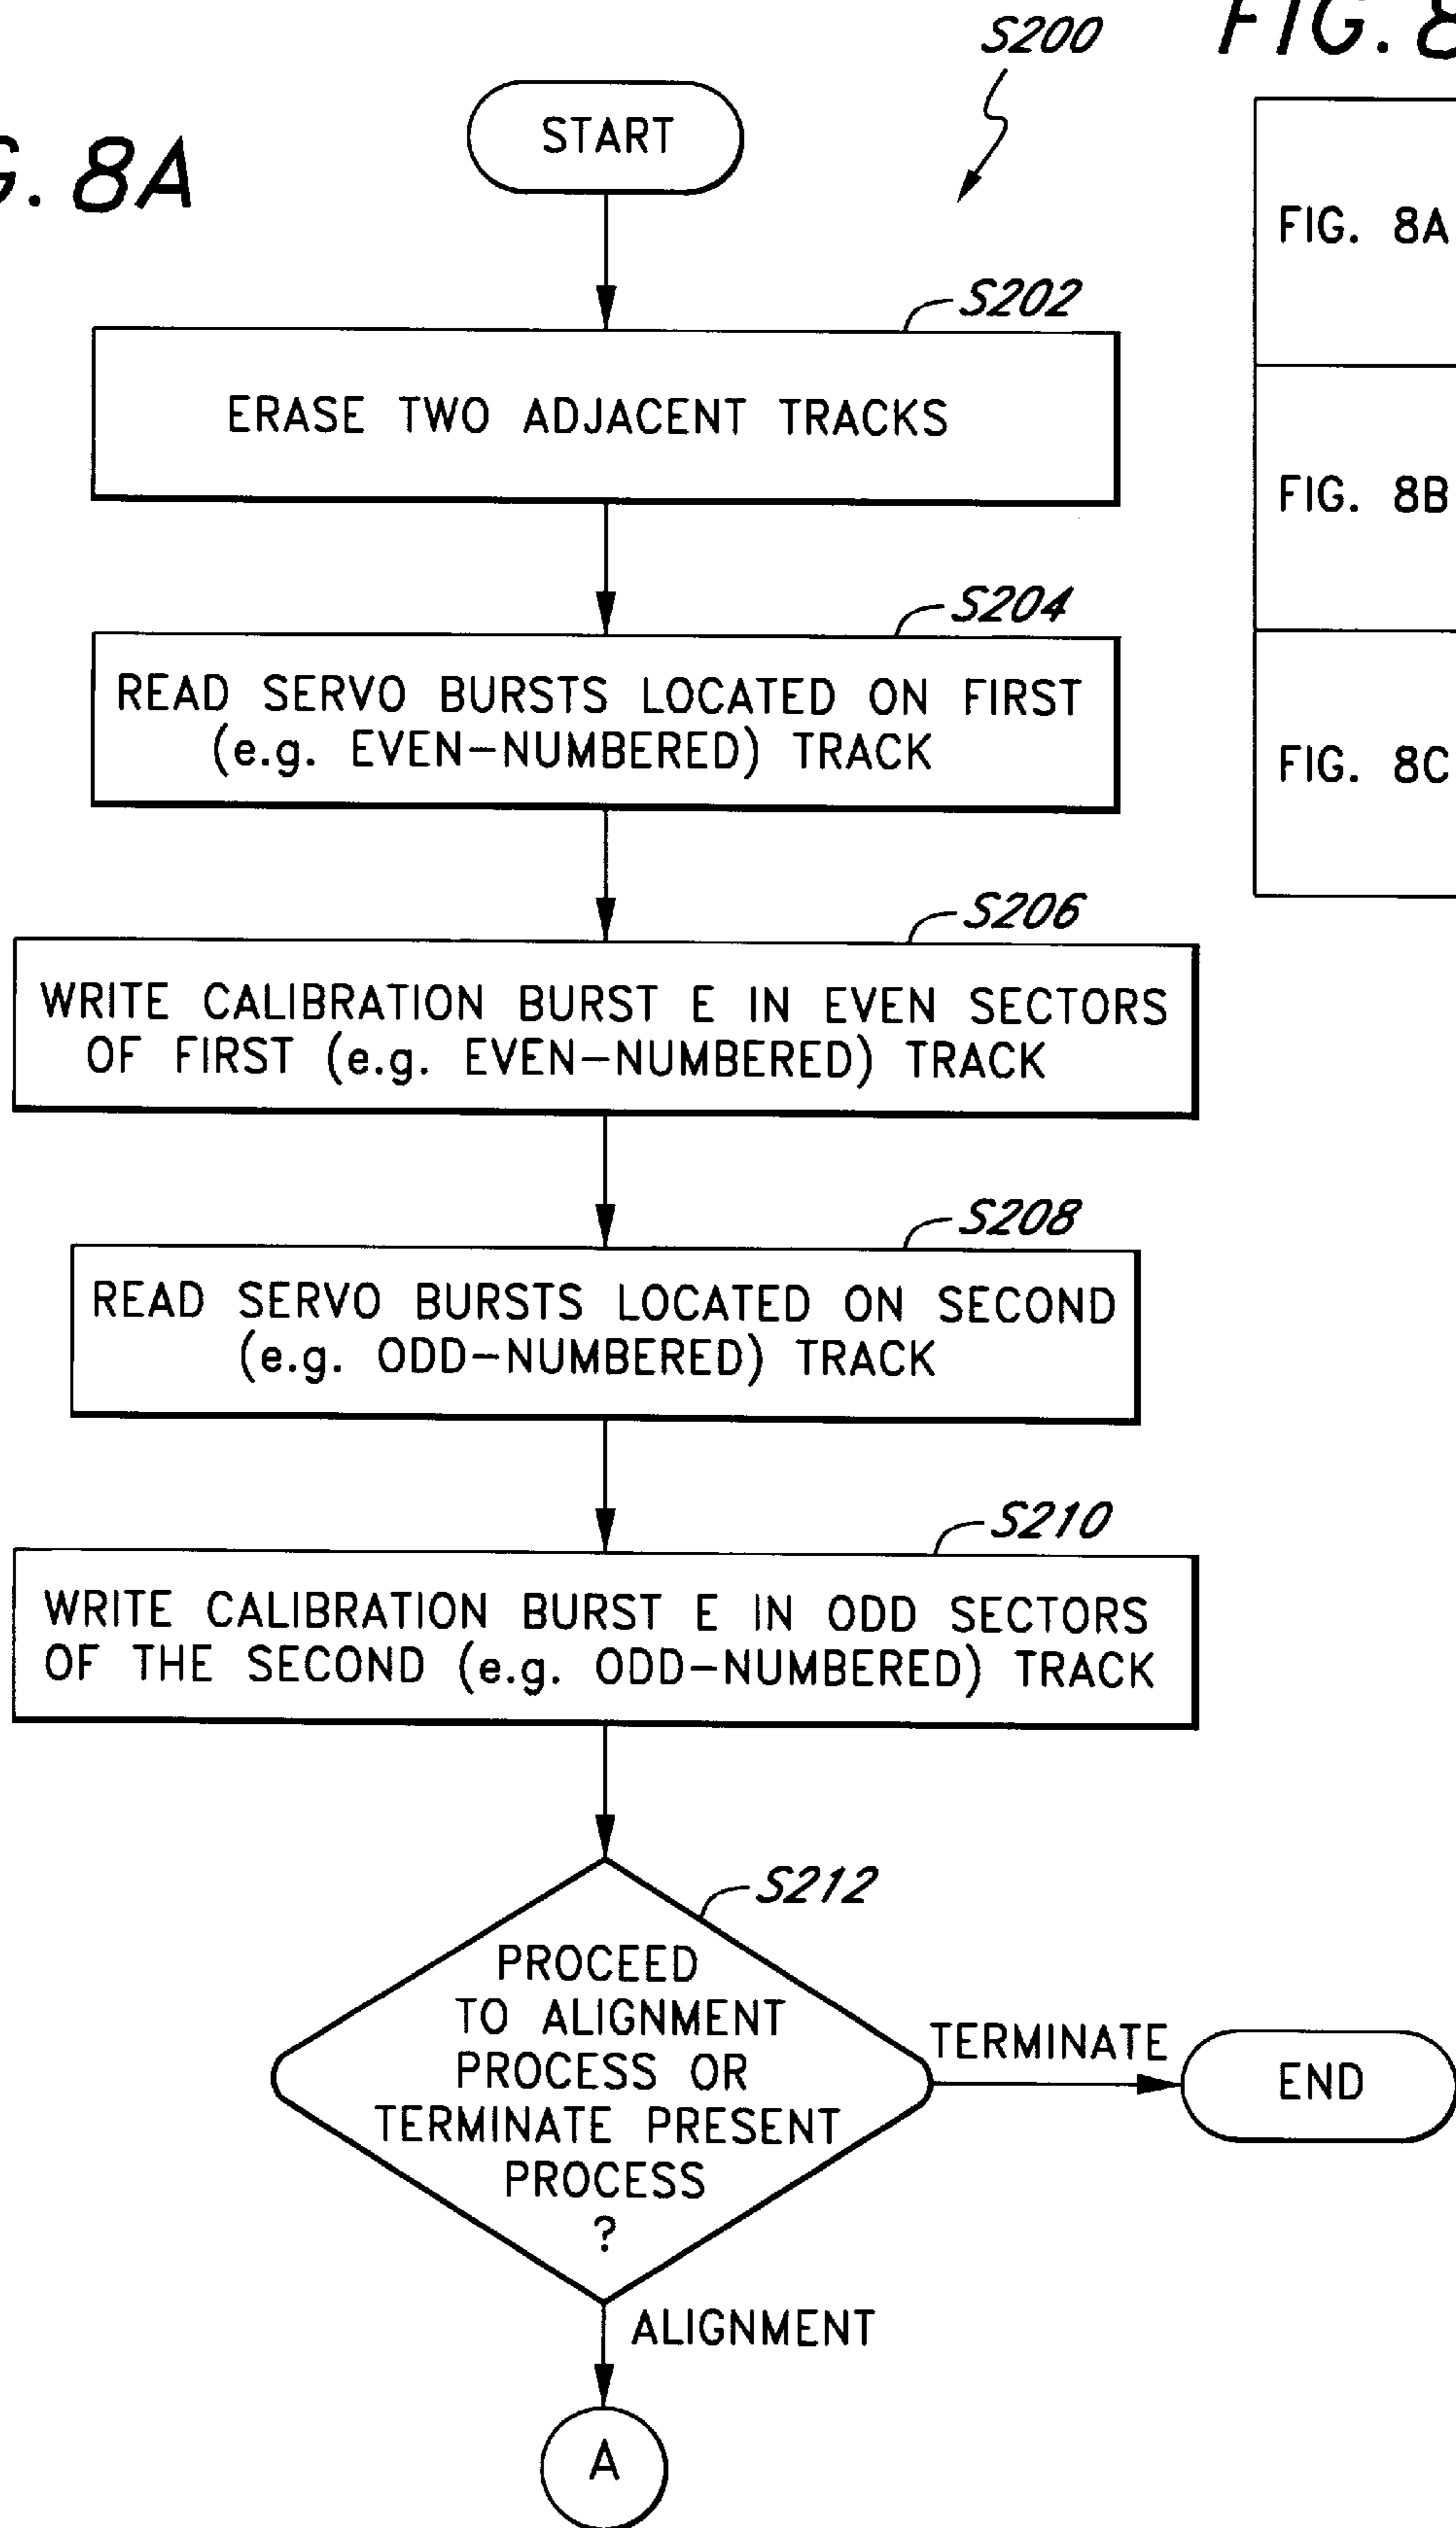 S200
FIG. 8
G. 8A
START
FIG. 8A
FIG. 8B
FIG. 8C
S202
ERASE TWO ADJACENT TRACKS
S204
READ SERVO BURSTS LOCATED ON FIRST
(e.g. EVEN-NUMBERED) TRACK
S206
WRITE CALIBRATION BURST E IN EVEN SECTORS
OF FIRST (e.g. EVEN-NUMBERED) TRACK
S208
READ SERVO BURSTS LOCATED ON SECOND
(e.g. ODD-NUMBERED) TRACK
S210
WRITE CALIBRATION BURST E IN ODD SECTORS
OF THE SECOND (e.g. ODD-NUMBERED) TRACK
S212
PROCEED
TO ALIGNMENT
PROCESS OR
TERMINATE PRESENT
PROCESS
?
TERMINATE
END
ALIGNMENT
A